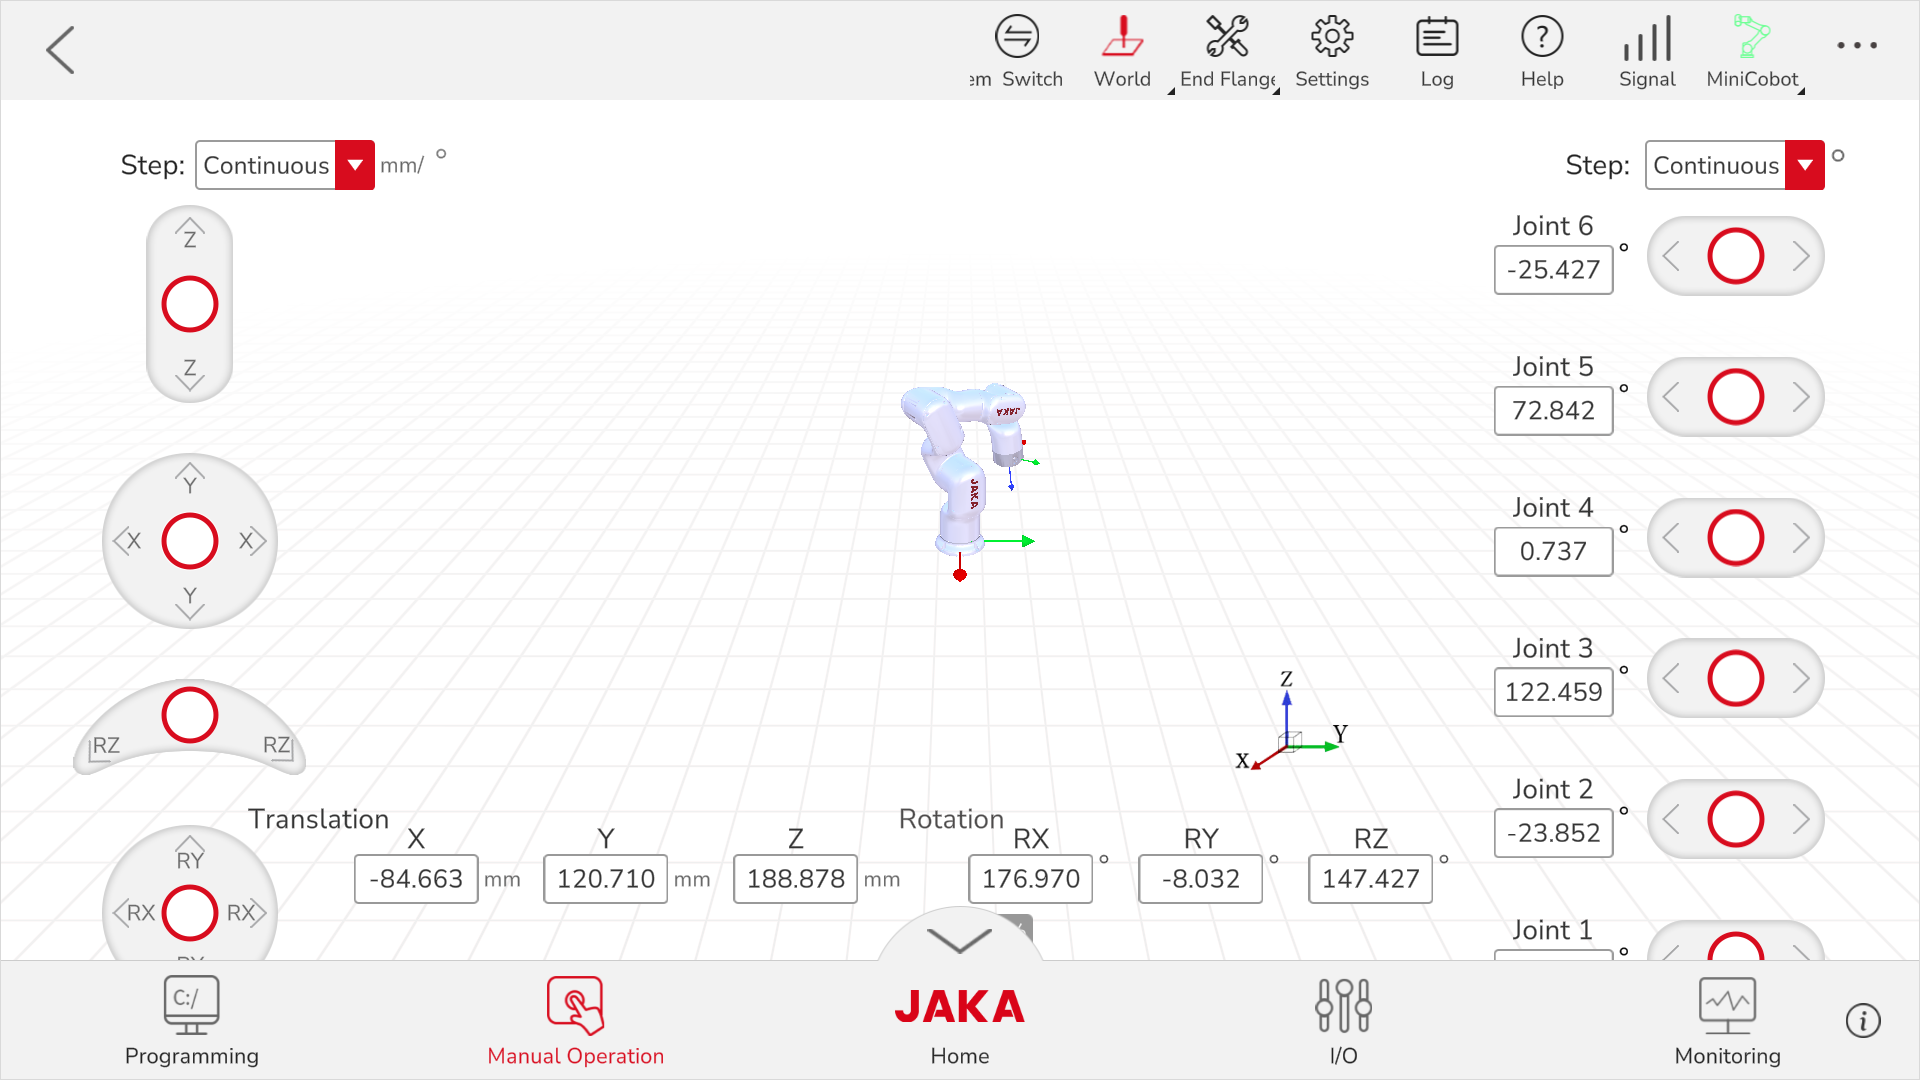 em Switch
World
End Flange
Settings
Log
Help
Signal
MiniCobot
Step: Continuous mm/ °
Step: Continuous °
Z
Z
Y
X X
Y
RZ RZ
RY
RX RX
JAKA
JAKA
Z
Y
X
Joint 6
-25.427 °
Joint 5
72.842 °
Joint 4
0.737 °
Joint 3
122.459 °
Joint 2
-23.852 °
Joint 1
°
Translation
X Y Z
-84.663 mm 120.710 mm 188.878 mm
Rotation
RX RY RZ
176.970 ° -8.032 ° 147.427 °
C:/
Programming
Manual Operation
JAKA
Home
I/O
Monitoring
i